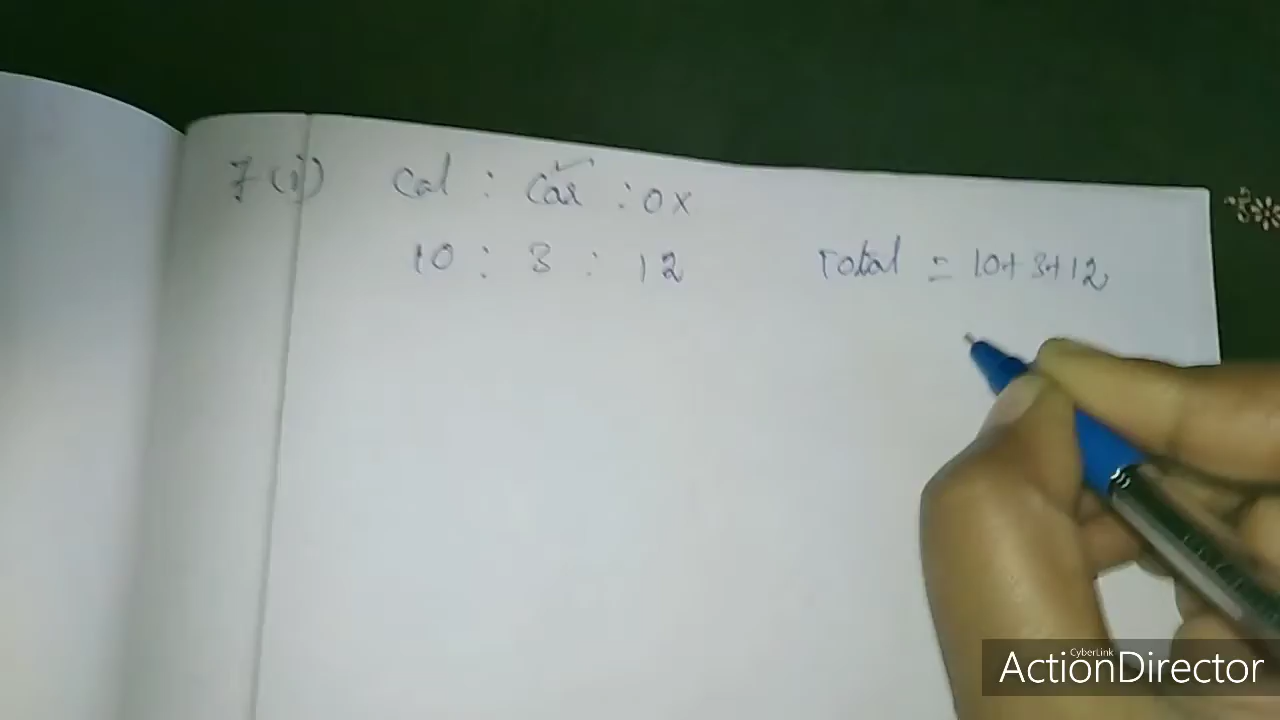 7(i) Cal : Car : Ox
10 : 3 : 12 Total = 10+3+12
CyberLink
ActionDirector